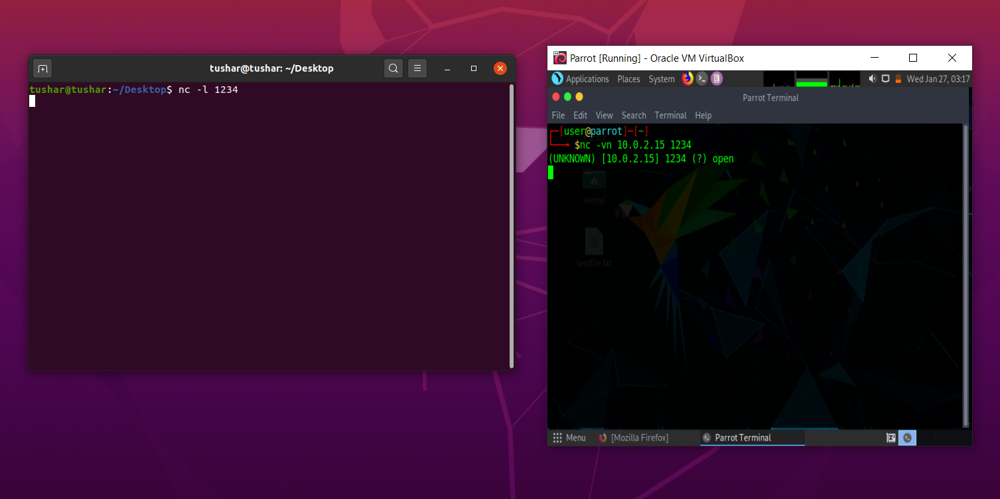 tushar@tushar: ~/Desktop
tushar@tushar:~/Desktop$ nc -l 1234
Parrot [Running] - Oracle VM VirtualBox
Applications Places System Wed Jan 27, 03:17
Parrot Terminal
File Edit View Search Terminal Help
[user@parrot]-[~]
$nc -vn 10.0.2.15 1234
(UNKNOWN) [10.0.2.15] 1234 (?) open
Home
testfile.txt
Menu [Mozilla Firefox] Parrot Terminal